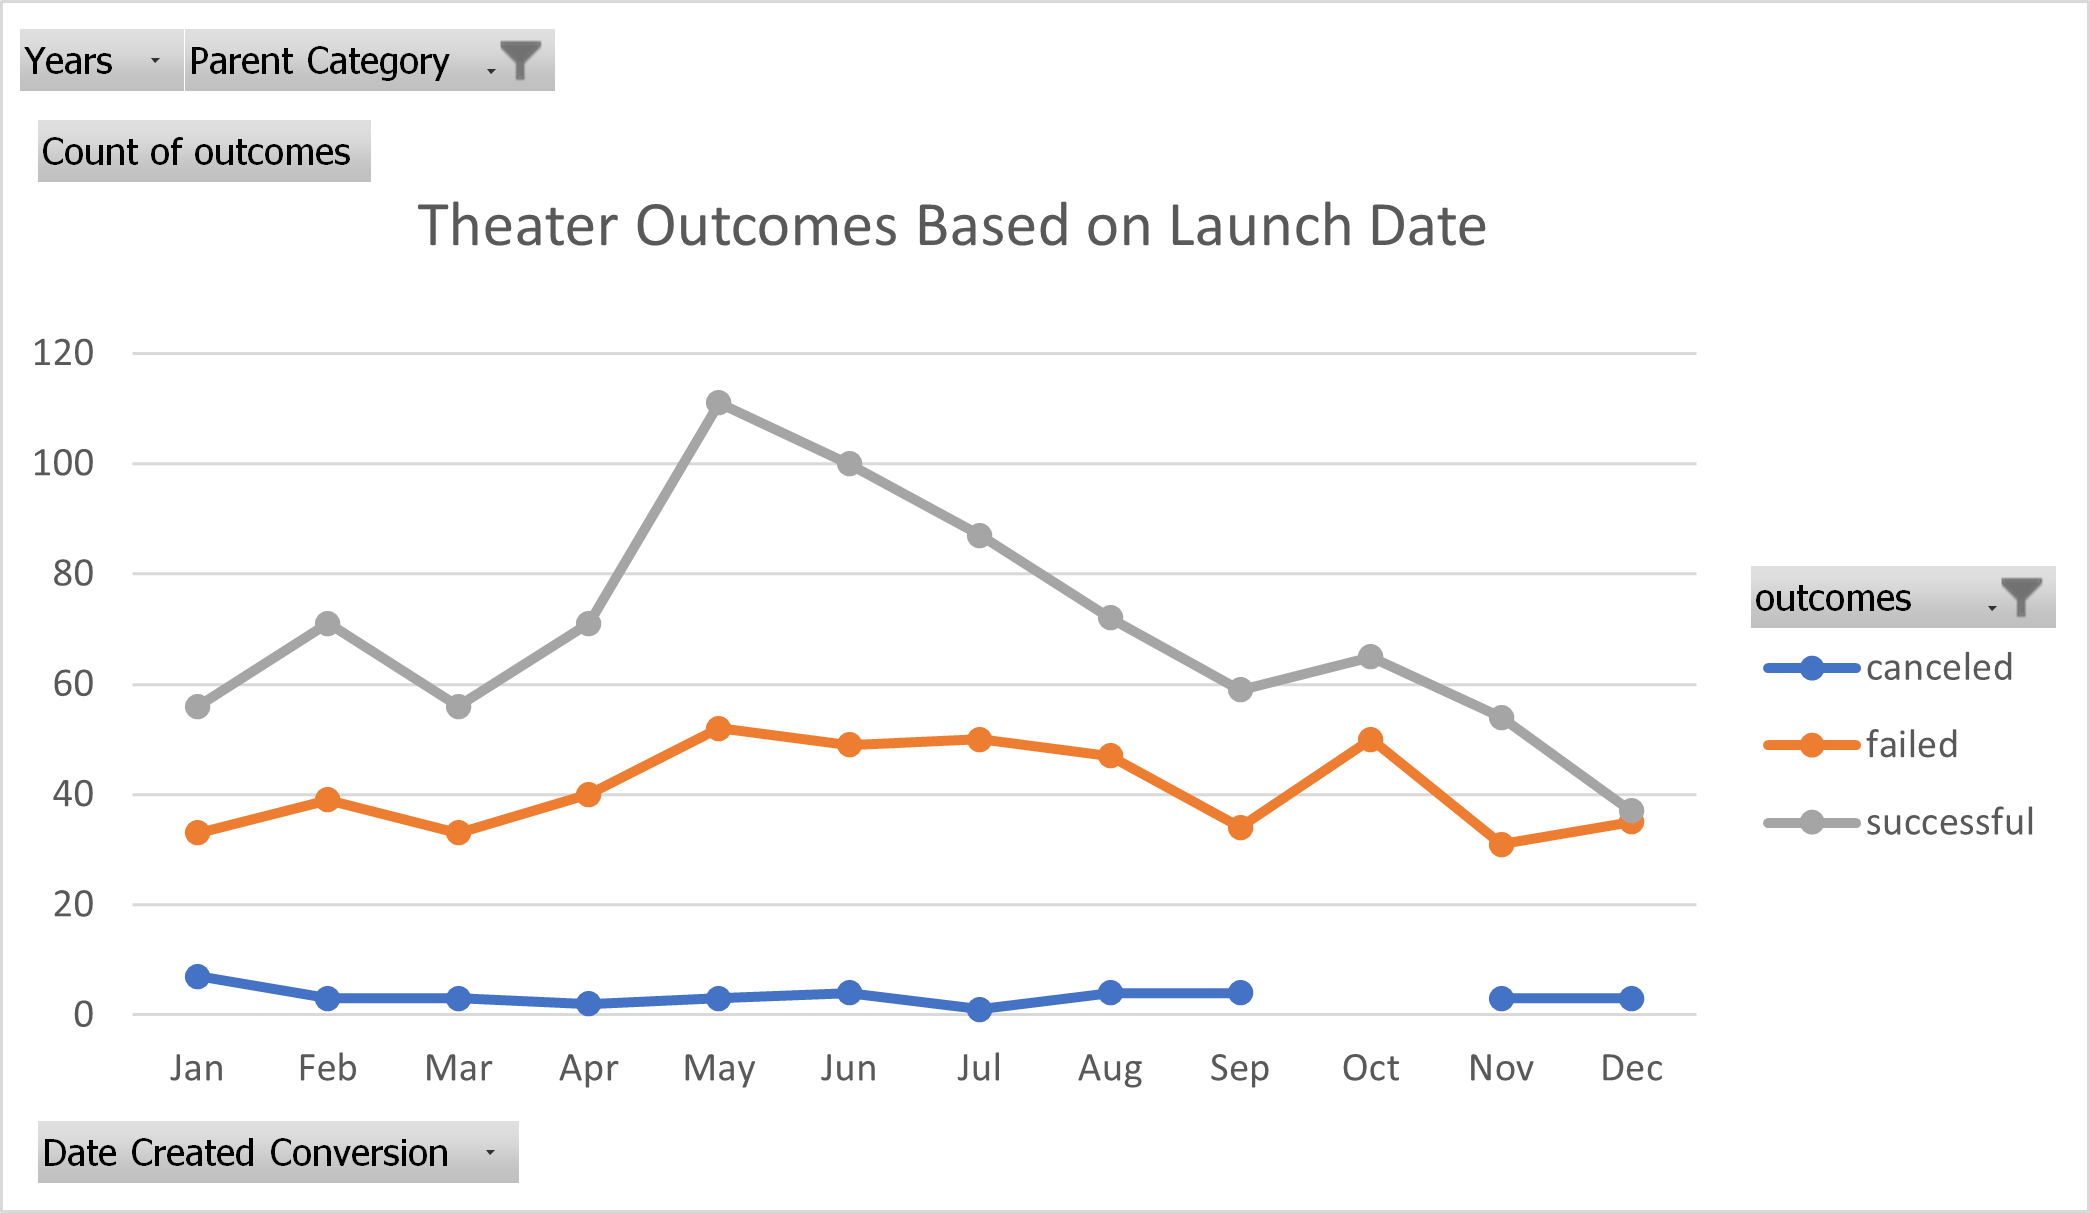 Years Parent Category
Count of outcomes
Theater Outcomes Based on Launch Date
120
100
80
60
40
20
0
Jan Feb Mar Apr May Jun Jul Aug Sep Oct Nov Dec
outcomes
canceled
failed
successful
Date Created Conversion